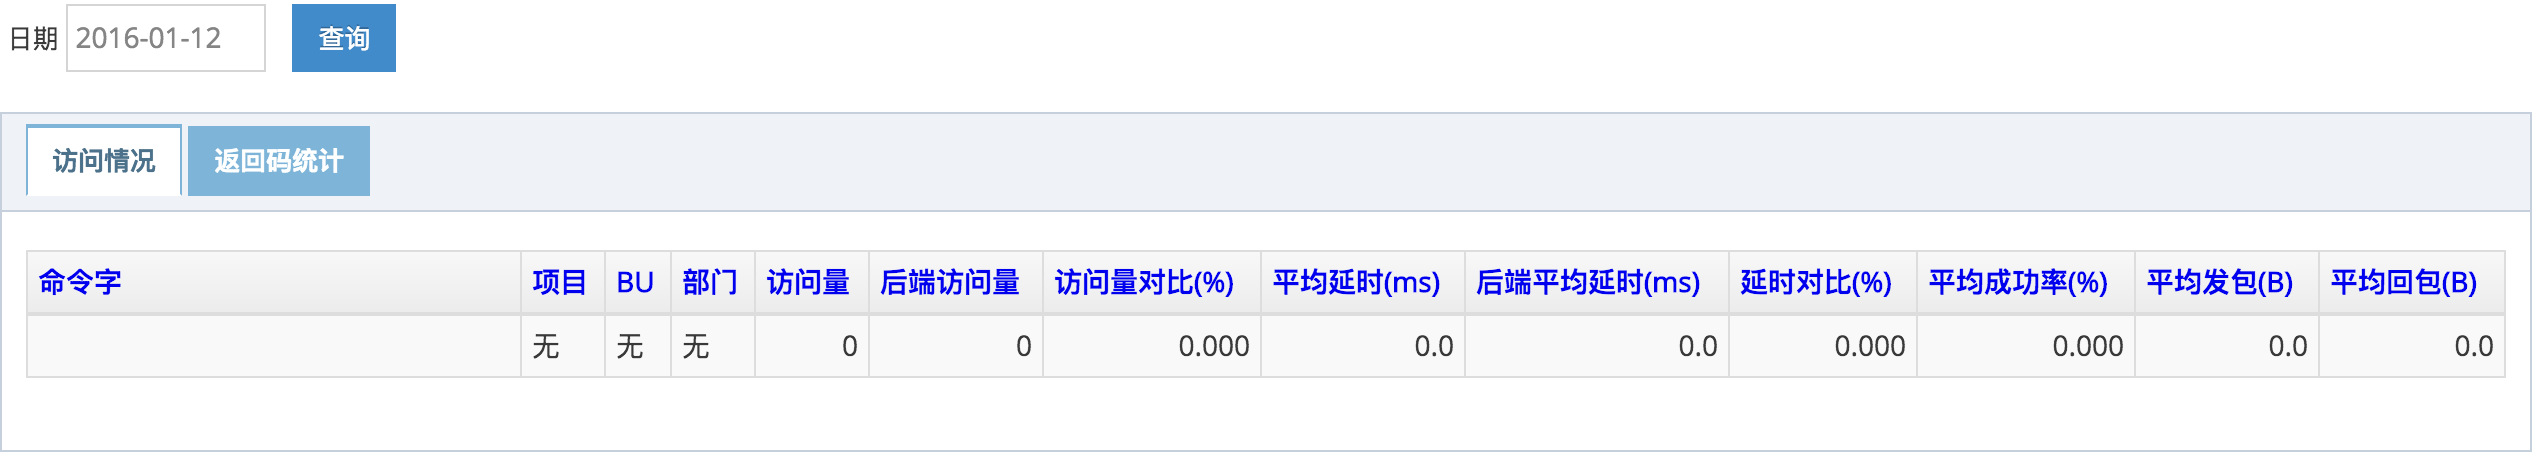 日期 2016-01-12 查询
访问情况 返回码统计
命令字 项目 BU 部门 访问量 后端访问量 访问量对比(%) 平均延时(ms) 后端平均延时(ms) 延时对比(%) 平均成功率(%) 平均发包(B) 平均回包(B)
无 无 无 0 0 0.000 0.0 0.0 0.000 0.000 0.0 0.0